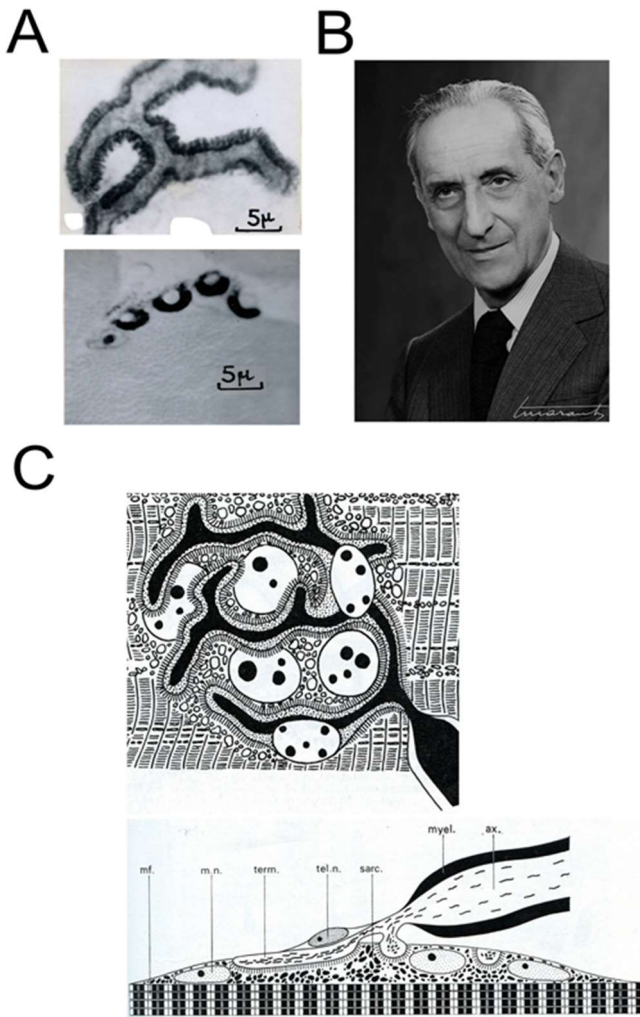 A
B
5μ
5μ
C
myel. ax.
mf. m.n. term. tel.n. sarc.